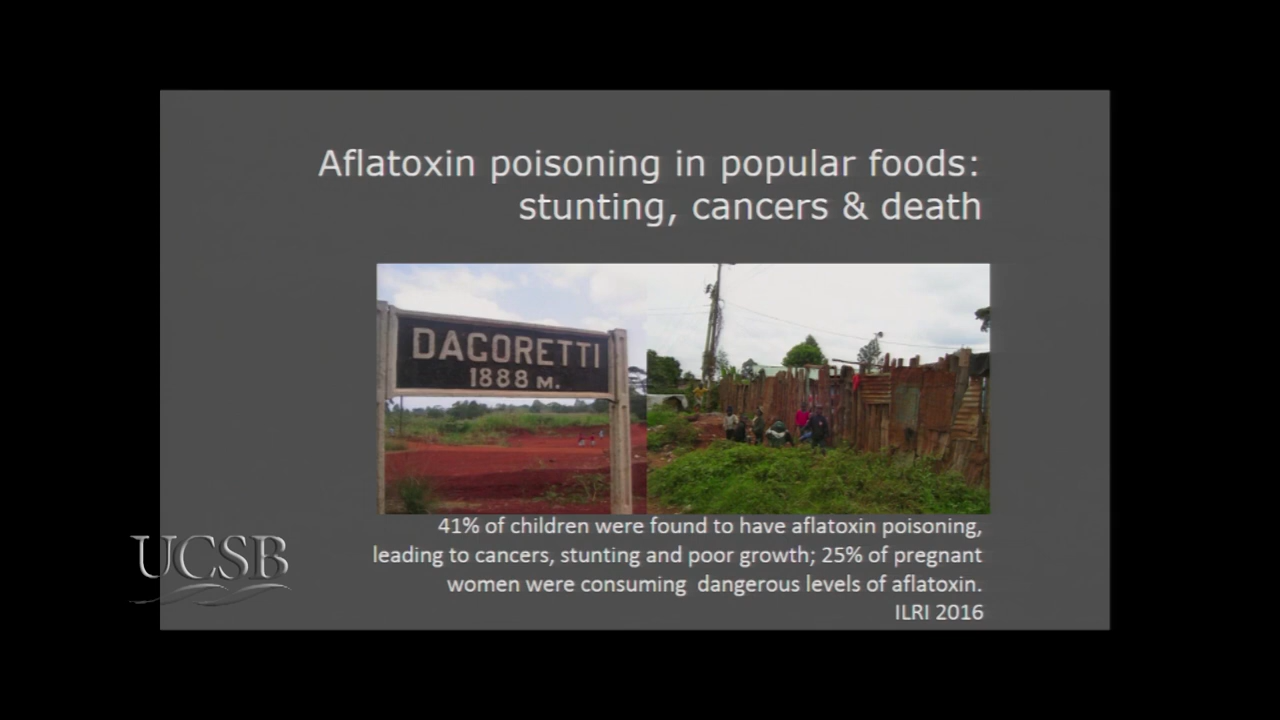 Aflatoxin poisoning in popular foods:
stunting, cancers & death
DAGORETTI
1888 M.
41% of children were found to have aflatoxin poisoning,
leading to cancers, stunting and poor growth; 25% of pregnant
women were consuming dangerous levels of aflatoxin.
ILRI 2016
UCSB